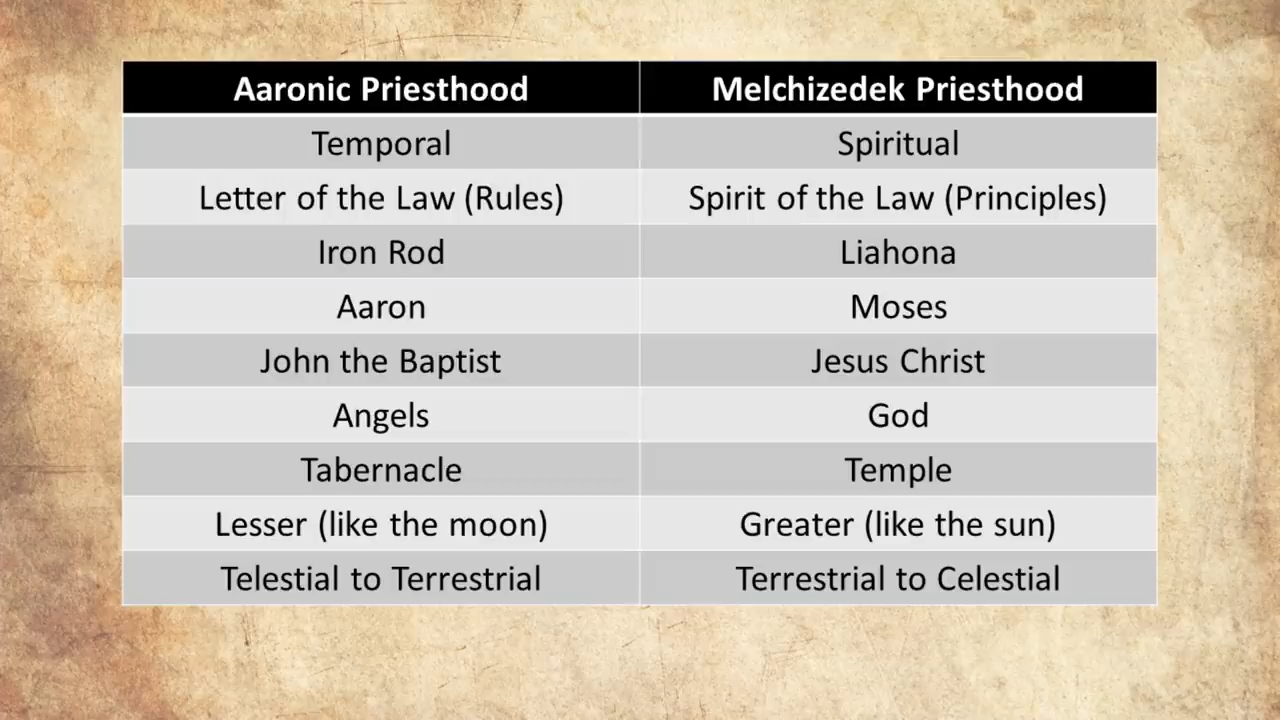 Aaronic Priesthood Melchizedek Priesthood
Temporal Spiritual
Letter of the Law (Rules) Spirit of the Law (Principles)
Iron Rod Liahona
Aaron Moses
John the Baptist Jesus Christ
Angels God
Tabernacle Temple
Lesser (like the moon) Greater (like the sun)
Telestial to Terrestrial Terrestrial to Celestial